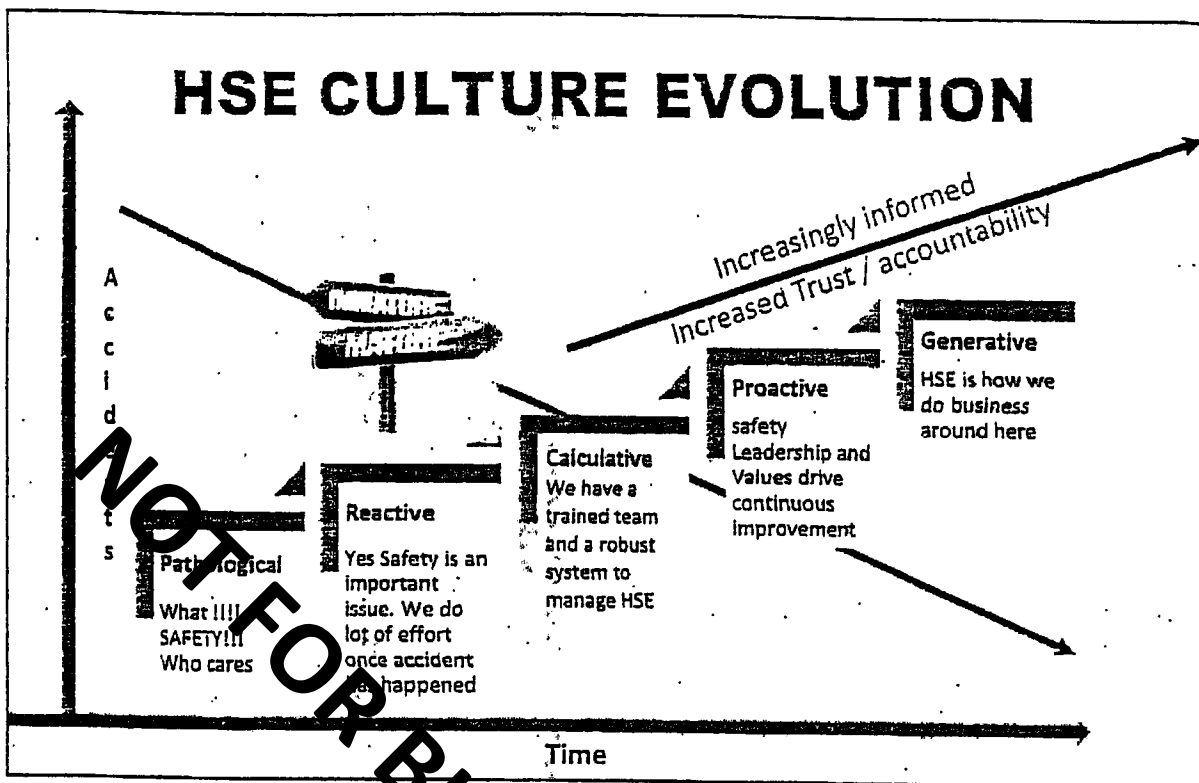 HSE CULTURE EVOLUTION
Accidents
Increasingly informed
Increased Trust / accountability
Pathological
What !!!!
SAFETY!!!
Who cares
Reactive
Yes Safety is an
important
issue. We do
lot of effort
once accident
has happened
Calculative
We have a
trained team
and a robust
system to
manage HSE
Proactive
safety
Leadership and
Values drive
continuous
improvement
Generative
HSE is how we
do business
around here
Time
NOT FOR